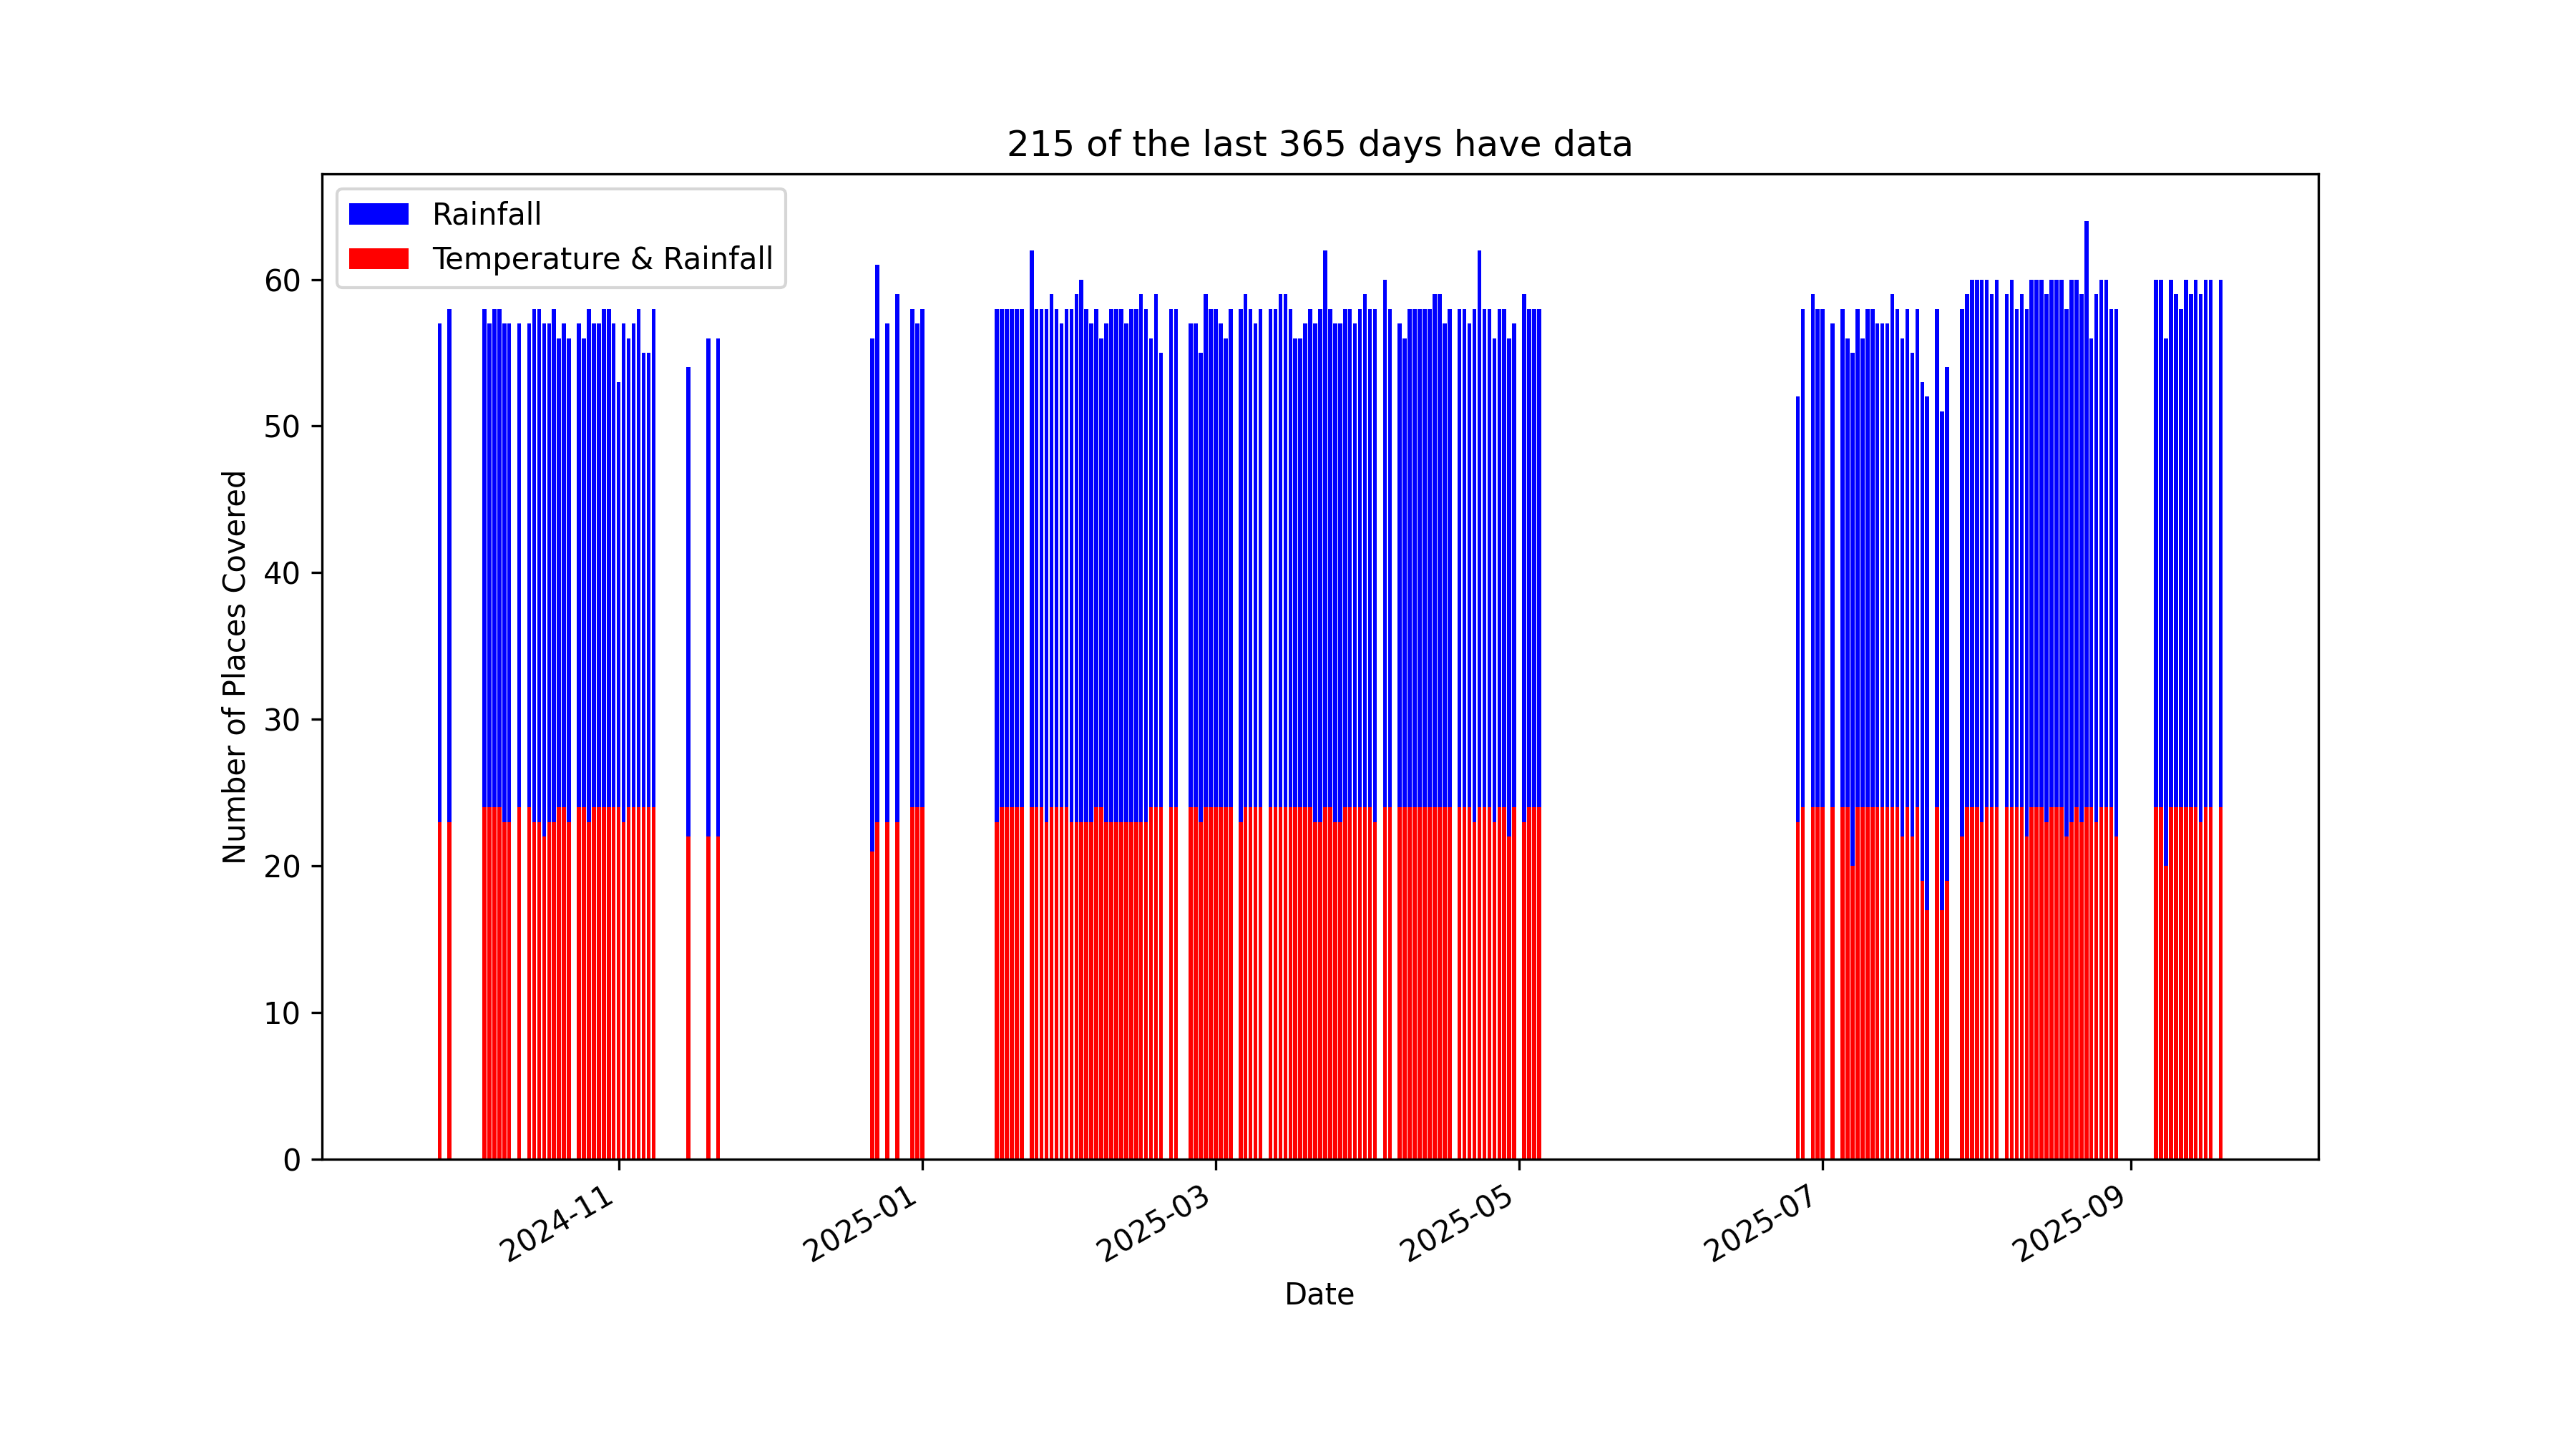 215 of the last 365 days have data
Rainfall
Temperature & Rainfall
Number of Places Covered
60
50
40
30
20
10
0
2024-11
2025-01
2025-03
2025-05
2025-07
2025-09
Date